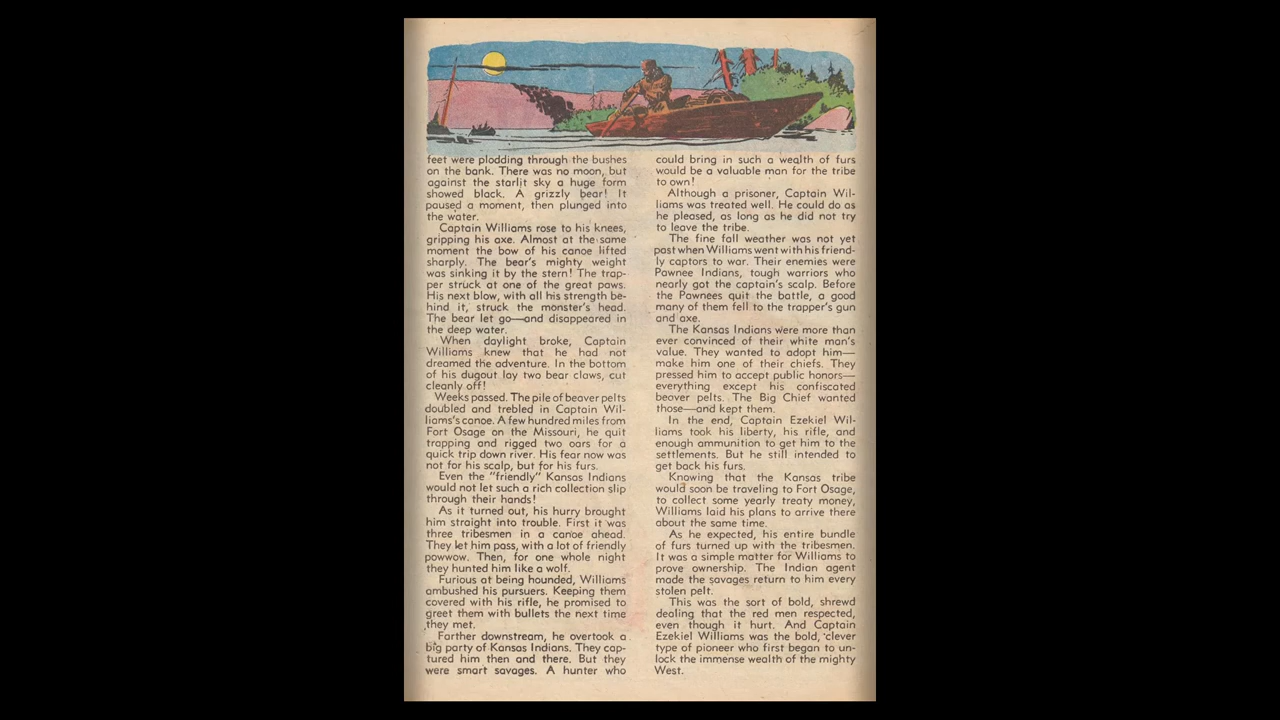 feet were plodding through the bushes
on the bank. There was no moon, but
against the starlit sky a huge form
showed black. A grizzly bear! It
paused a moment, then plunged into
the water.
Captain Williams rose to his knees,
gripping his axe. Almost at the same
moment the bow of his canoe lifted
sharply. The bear's mighty weight
was sinking it by the stern! The trap-
per struck at one of the great paws.
His next blow, with all his strength be-
hind it, struck the monster's head.
The bear let go—and disappeared in
the deep water.
When daylight broke, Captain
Williams knew that he had not
dreamed the adventure. In the bottom
of his dugout lay two bear claws, cut
cleanly off!
Weeks passed. The pile of beaver pelts
doubled and trebled in Captain Wil-
liams's canoe. A few hundred miles from
Fort Osage on the Missouri, he quit
trapping and rigged two oars for a
quick trip down river. His fear now was
not for his scalp, but for his furs.
Even the "friendly" Kansas Indians
would not let such a rich collection slip
through their hands!
As it turned out, his hurry brought
him straight into trouble. First it was
three tribesmen in a canoe ahead.
They let him pass, with a lot of friendly
powwow. Then, for one whole night
they hunted him like a wolf.
Furious at being hounded, Williams
ambushed his pursuers. Keeping them
covered with his rifle, he promised to
greet them with bullets the next time
they met.
Farther downstream, he overtook a
big party of Kansas Indians. They cap-
tured him then and there. But they
were smart savages. A hunter who
could bring in such a wealth of furs
would be a valuable man for the tribe
to own!
Although a prisoner, Captain Wil-
liams was treated well. He could do as
he pleased, as long as he did not try
to leave the tribe.
The fine fall weather was not yet
past when Williams went with his friend-
ly captors to war. Their enemies were
Pawnee Indians, tough warriors who
nearly got the captain's scalp. Before
the Pawnees quit the battle, a good
many of them fell to the trapper's gun
and axe.
The Kansas Indians were more than
ever convinced of their white man's
value. They wanted to adopt him—
make him one of their chiefs. They
pressed him to accept public honors—
everything except his confiscated
beaver pelts. The Big Chief wanted
those—and kept them.
In the end, Captain Ezekiel Wil-
liams took his liberty, his rifle, and
enough ammunition to get him to the
settlements. But he still intended to
get back his furs.
Knowing that the Kansas tribe
would soon be traveling to Fort Osage,
to collect some yearly treaty money,
Williams laid his plans to arrive there
about the same time.
As he expected, his entire bundle
of furs turned up with the tribesmen.
It was a simple matter for Williams to
prove ownership. The Indian agent
made the savages return to him every
stolen pelt.
This was the sort of bold, shrewd
dealing that the red men respected,
even though it hurt. And Captain
Ezekiel Williams was the bold, clever
type of pioneer who first began to un-
lock the immense wealth of the mighty
West.